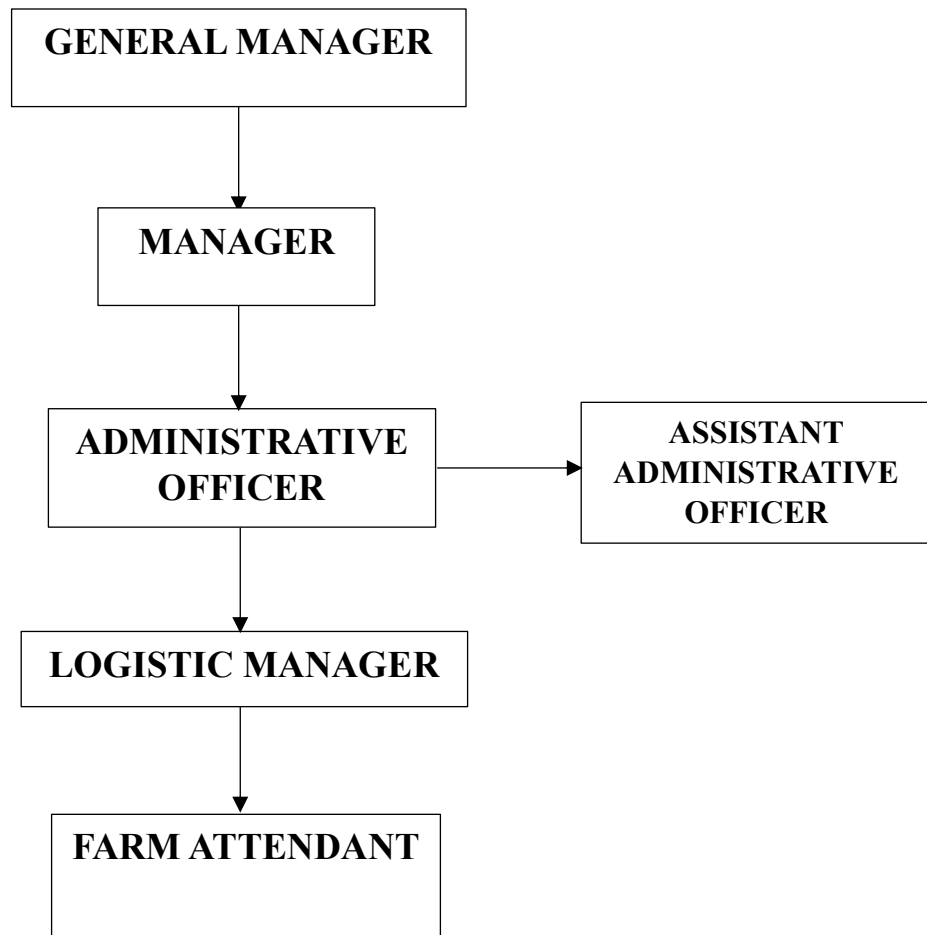 GENERAL MANAGER
MANAGER
ADMINISTRATIVE
OFFICER
ASSISTANT
ADMINISTRATIVE
OFFICER
LOGISTIC MANAGER
FARM ATTENDANT